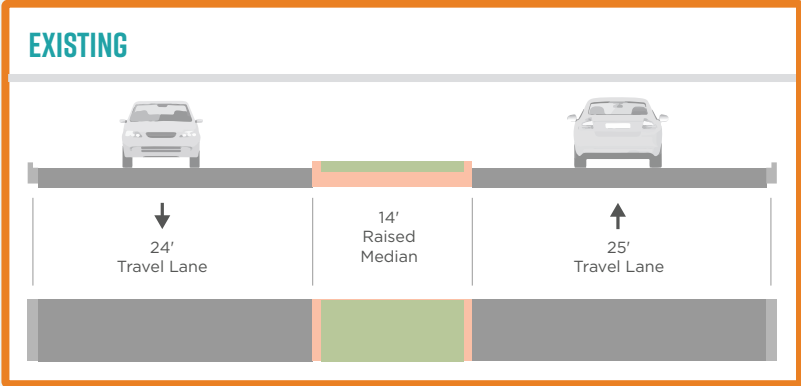 EXISTING
24'
Travel Lane
14'
Raised
Median
25'
Travel Lane